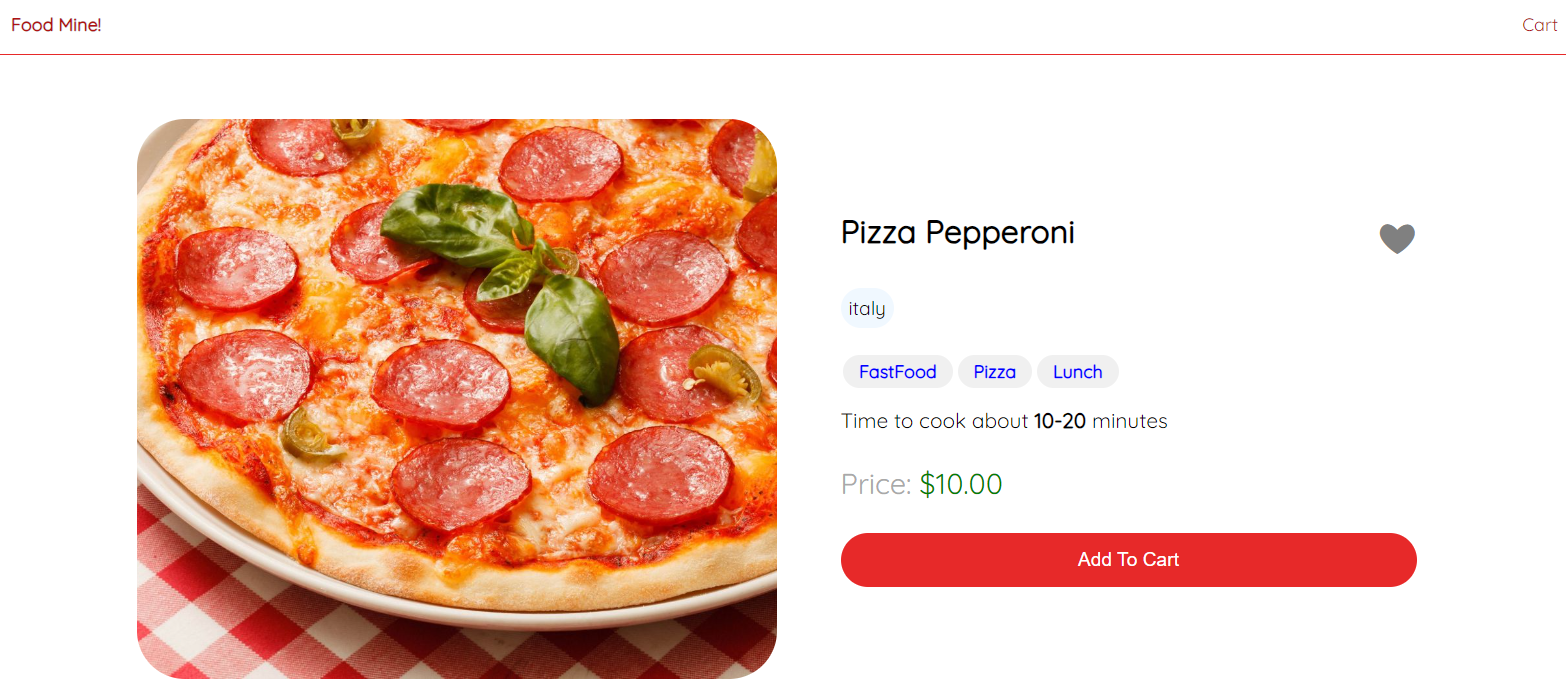 Food Mine!
Cart
Pizza Pepperoni
italy
FastFood Pizza Lunch
Time to cook about 10-20 minutes
Price: $10.00
Add To Cart